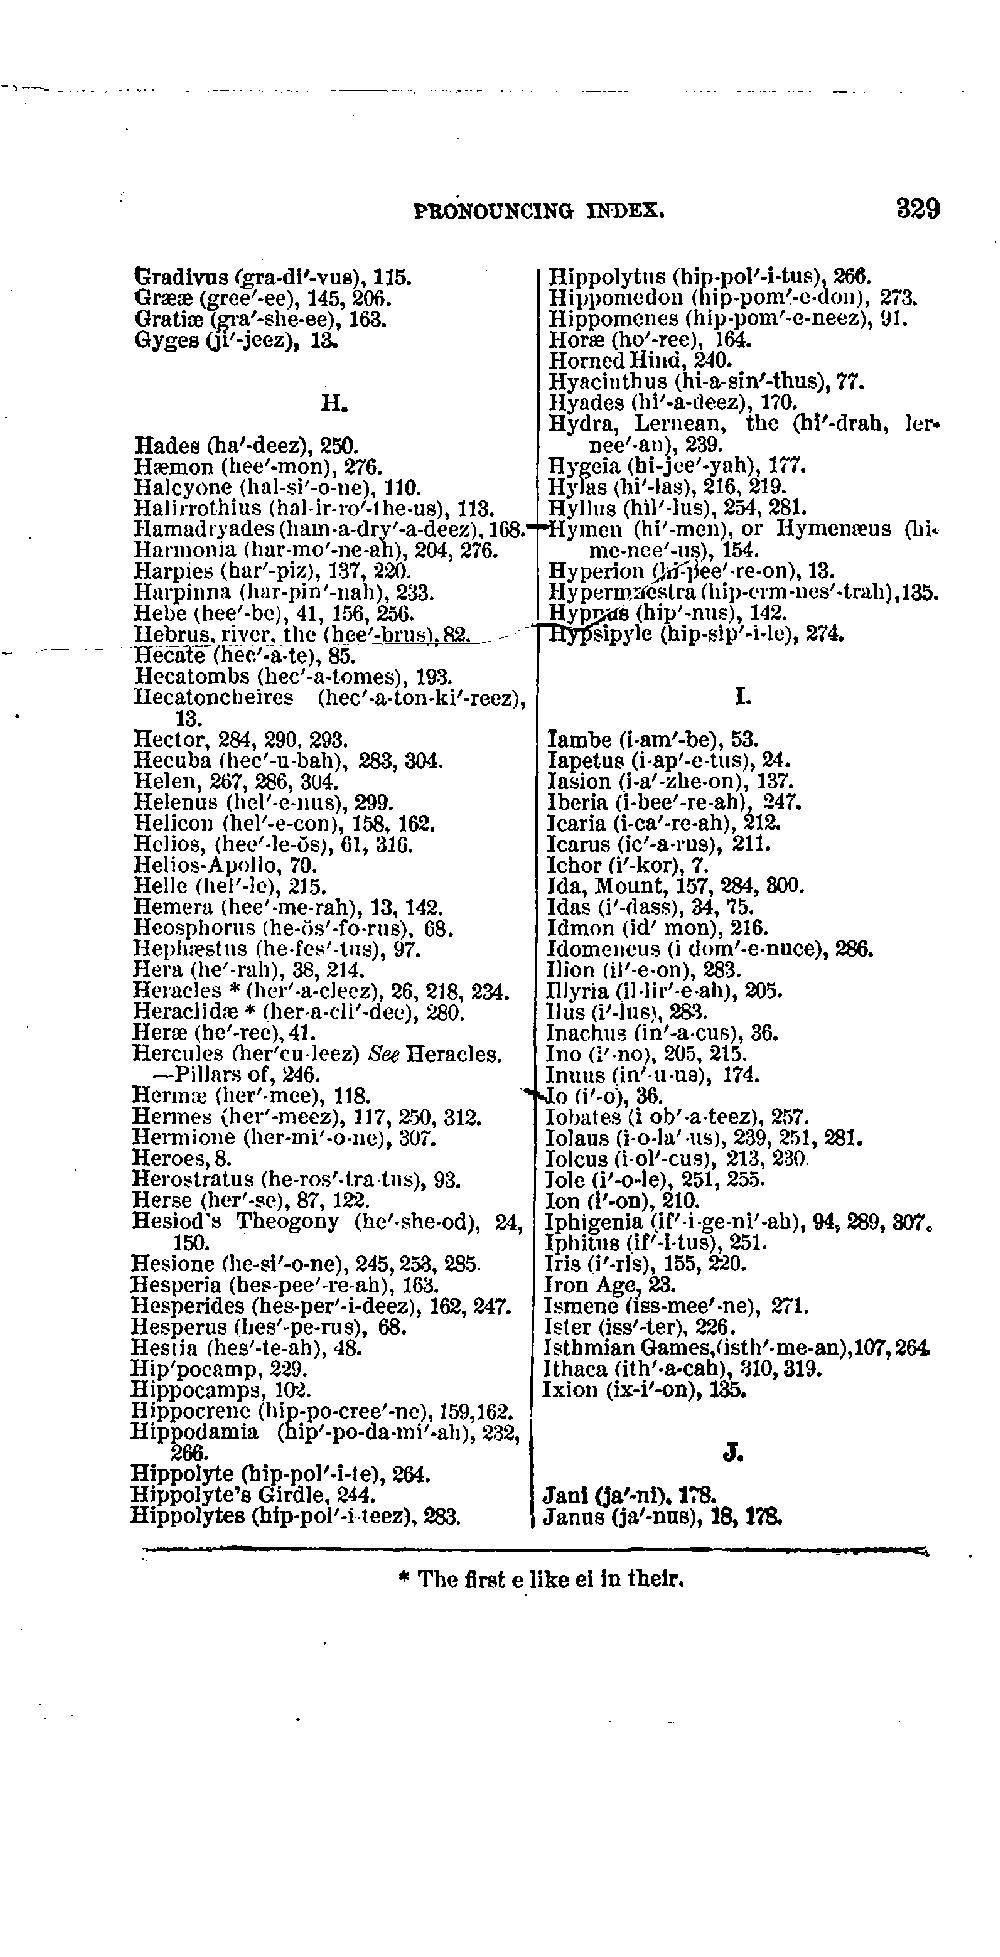 PRONOUNCING INDEX. 329
Gradivus (gra-di′-vus), 115.
Grææ (gree′-ee), 145, 206.
Gratiæ (gra′-she-ee), 163.
Gyges (ji′-jeez), 13.
H.
Hades (ha′-deez), 250.
Hæmon (hee′-mon), 276.
Halcyone (hal-si′-o-ne), 110.
Halirrothius (hal-ir-ro′-the-us), 113.
Hamadryades (ham-a-dry′-a-deez), 168.
Harmonia (har-mo′-ne-ah), 204, 276.
Harpies (har′-piz), 137, 220.
Harpinna (har-pin′-nah), 233.
Hebe (hee′-be), 41, 156, 256.
Hebrus, river, the (hee′-brus), 82.
Hecate (hec′-a-te), 85.
Hecatombs (hec′-a-tomes), 193.
Hecatoncheires (hec′-a-ton-ki′-reez),
13.
Hector, 284, 290, 293.
Hecuba (hec′-u-bah), 283, 304.
Helen, 267, 286, 304.
Helenus (hel′-e-nus), 299.
Helicon (hel′-e-con), 158, 162.
Helios, (hee′-le-ŏs), 61, 316.
Helios-Apollo, 70.
Helle (hel′-le), 215.
Hemera (hee′-me-rah), 13, 142.
Heosphorus (he-ŏs′-fo-rus), 68.
Hephæstus (he-fes′-tus), 97.
Hera (he′-rah), 38, 214.
Heracles * (her′-a-cleez), 26, 218, 234.
Heraclidæ * (her-a-cli′-dee), 280.
Heræ (he′-ree), 41.
Hercules (her′cu-leez) See Heracles.
—Pillars of, 246.
Hermæ (her′-mee), 118.
Hermes (her′-meez), 117, 250, 312.
Hermione (her-mi′-o-ne), 307.
Heroes, 8.
Herostratus (he-ros′-tra-tus), 93.
Herse (her′-se), 87, 122.
Hesiod's Theogony (he′-she-od), 24,
150.
Hesione (he-si′-o-ne), 245, 253, 285.
Hesperia (hes-pee′-re-ah), 163.
Hesperides (hes-per′-i-deez), 162, 247.
Hesperus (hes′-pe-rus), 68.
Hestia (hes′-te-ah), 48.
Hip′pocamp, 229.
Hippocamps, 102.
Hippocrene (hip-po-cree′-ne), 159, 162.
Hippodamia (hip′-po-da-mi′-ah), 232,
266.
Hippolyte (hip-pol′-i-te), 264.
Hippolyte's Girdle, 244.
Hippolytes (hip-pol′-i-teez), 283.
Hippolytus (hip-pol′-i-tus), 266.
Hippomedon (hip-pom′-e-don), 273.
Hippomenes (hip-pom′-e-neez), 91.
Horæ (ho′-ree), 164.
Horned Hind, 240.
Hyacinthus (hi-a-sin′-thus), 77.
Hyades (hi′-a-deez), 170.
Hydra, Lernean, the (hi′-drah, ler-
nee′-an), 239.
Hygeia (hi-jee′-yah), 177.
Hylas (hi′-las), 216, 219.
Hyllus (hil′-lus), 254, 281.
Hymen (hi′-men), or Hymenæus (hi-
me-nee′-us), 154.
Hyperion (hi-pee′-re-on), 13.
Hypermnæstra (hip-erm-nes′-trah), 135.
Hypnus (hip′-nus), 142.
Hypsipyle (hip-sip′-i-le), 274.
I.
Iambe (i-am′-be), 53.
Iapetus (i-ap′-e-tus), 24.
Iasion (i-a′-zhe-on), 137.
Iberia (i-bee′-re-ah), 247.
Icaria (i-ca′-re-ah), 212.
Icarus (ic′-a-rus), 211.
Ichor (i′-kor), 7.
Ida, Mount, 157, 284, 300.
Idas (i′-dass), 34, 75.
Idmon (id′ mon), 216.
Idomeneus (i dom′-e-nuce), 286.
Ilion (il′-e-on), 283.
Illyria (il-lir′-e-ah), 205.
Ilus (i′-lus), 283.
Inachus (in′-a-cus), 36.
Ino (i′-no), 205, 215.
Inuus (in′-u-us), 174.
Io (i′-o), 36.
Iobates (i ob′-a-teez), 257.
Iolaus (i-o-la′-us), 239, 251, 281.
Iolcus (i-ol′-cus), 213, 230.
Iole (i′-o-le), 251, 255.
Ion (i′-on), 210.
Iphigenia (if′-i-ge-ni′-ah), 94, 289, 307.
Iphitus (if′-i-tus), 251.
Iris (i′-ris), 155, 220.
Iron Age, 23.
Ismene (iss-mee′-ne), 271.
Ister (iss′-ter), 226.
Isthmian Games, (isth′-me-an), 107, 264.
Ithaca (ith′-a-cah), 310, 319.
Ixion (ix-i′-on), 135.
J.
Jani (ja′-ni), 178.
Janus (ja′-nus), 18, 178.
* The first e like ei in their.